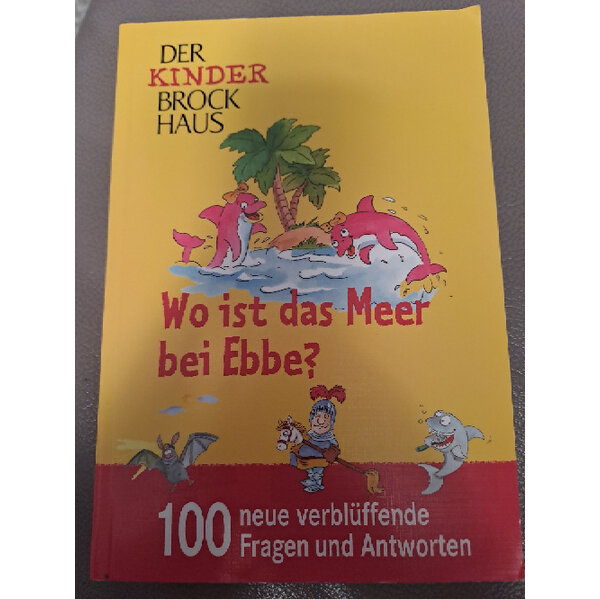 DER
KINDER
BROCK
HAUS
Wo ist das Meer
bei Ebbe?
100 neue verblüffende
Fragen und Antworten